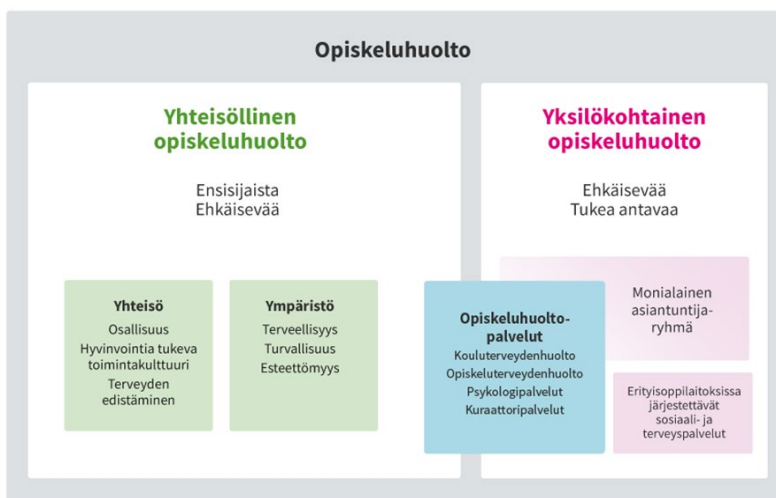 Opiskeluhuolto
Yhteisöllinen
opiskeluhuolto
Ensisijaista
Ehkäisevää
Yhteisö
Osallisuus
Hyvinvointia tukeva
toimintakulttuuri
Terveyden
edistäminen
Ympäristö
Terveellisyys
Turvallisuus
Esteettömyys
Opiskeluhuolto-
palvelut
Kouluterveydenhuolto
Opiskeluterveydenhuolto
Psykologipalvelut
Kuraattoripalvelut
Yksilökohtainen
opiskeluhuolto
Ehkäisevää
Tukea antavaa
Monialainen
asiantuntija-
ryhmä
Erityisoppilaitoksissa
järjestettävät
sosiaali- ja
terveyspalvelut